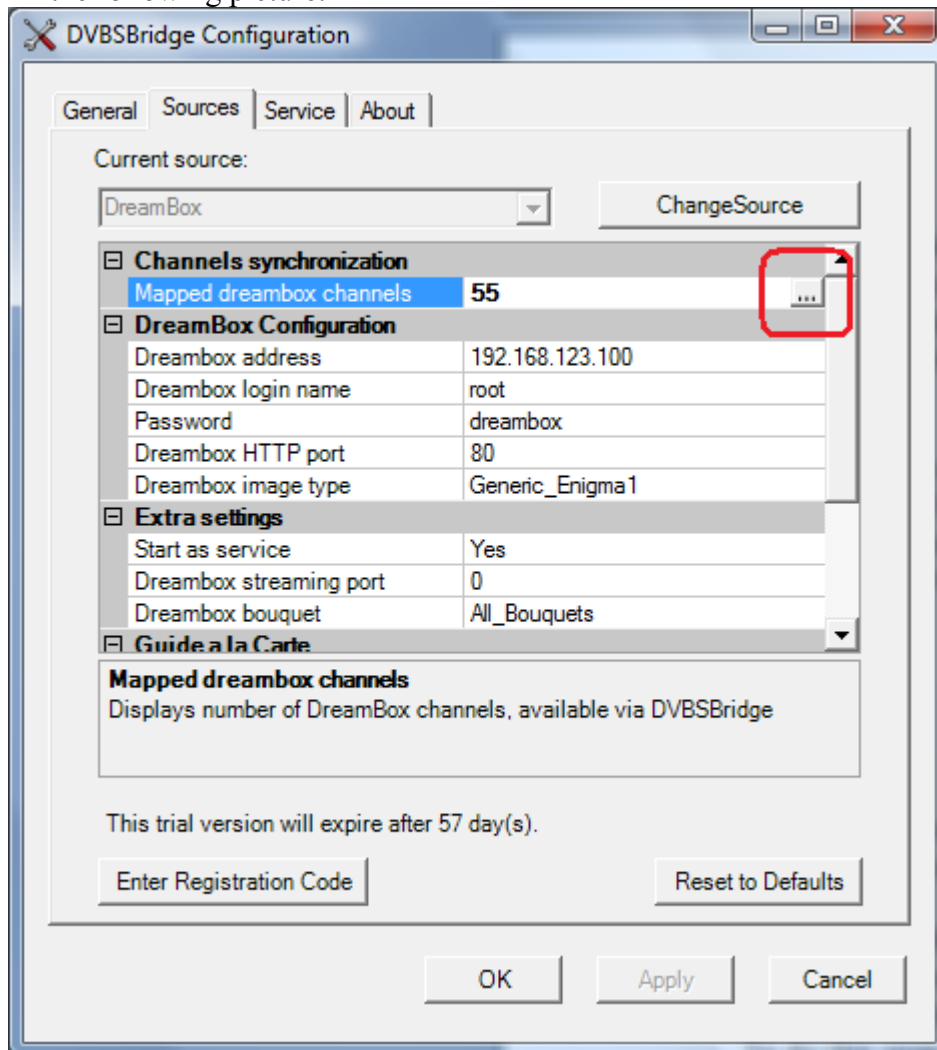 DVBSBridge Configuration
General Sources Service About
Current source:
DreamBox ChangeSource
Channels synchronization
Mapped dreambox channels 55 ...
DreamBox Configuration
Dreambox address 192.168.123.100
Dreambox login name root
Password dreambox
Dreambox HTTP port 80
Dreambox image type Generic_Enigma1
Extra settings
Start as service Yes
Dreambox streaming port 0
Dreambox bouquet All_Bouquets
Guide a la Carte
Mapped dreambox channels
Displays number of DreamBox channels, available via DVBSBridge
This trial version will expire after 57 day(s).
Enter Registration Code Reset to Defaults
OK Apply Cancel